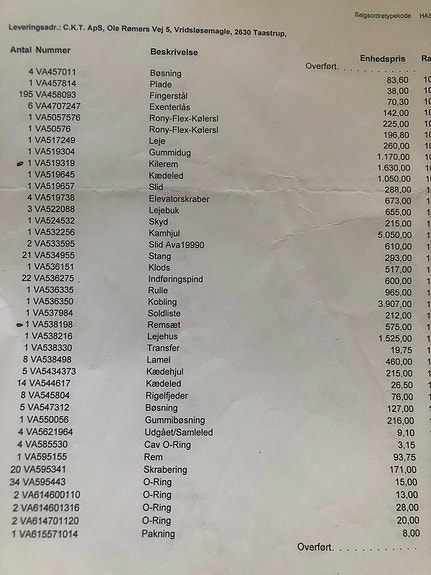 Salgsordretypekode HAS
Leveringsadr.: C.K.T. ApS, Ole Rømers Vej 5, Vridsløsemagle, 2630 Taastrup,
Antal Nummer Beskrivelse Enhedspris Ra
Overført. . . . . . . . . . . .
4 VA457011 Bøsning 83,60
1 VA457814 Plade 38,00
195 VA458093 Fingerstål 70,30
6 VA4707247 Exenterlås 142,00
1 VA5057576 Rony-Flex-Kølersl 225,00
1 VA50576 Rony-Flex-Kølersl 196,80
1 VA517249 Leje 260,00
1 VA519304 Gummidug 1.170,00
1 VA519319 Kilerem 1.630,00
1 VA519645 Kædeled 1.050,00
1 VA519657 Slid 288,00
4 VA519738 Elevatorskraber 673,00
3 VA522088 Lejebuk 655,00
1 VA524532 Skyd 215,00
1 VA532256 Kamhjul 5.050,00
2 VA533595 Slid Ava19990 610,00
21 VA534955 Stang 293,00
1 VA536151 Klods 517,00
22 VA536275 Indføringspind 600,00
1 VA536335 Rulle 965,00
1 VA536350 Kobling 3.907,00
1 VA537984 Soldliste 212,00
1 VA538198 Remsæt 575,00
1 VA538216 Lejehus 1.525,00
1 VA538330 Transfer 19,75
8 VA538498 Lamel 460,00
5 VA5434373 Kædehjul 215,00
14 VA544617 Kædeled 26,50
8 VA545804 Rigelfjeder 76,00
5 VA547312 Bøsning 127,00
1 VA550056 Gummibøsning 216,00
4 VA5621964 Udgået/Samleled 9,10
4 VA585530 Cav O-Ring 3,15
1 VA595155 Rem 93,75
20 VA595341 Skrabering 171,00
34 VA595443 O-Ring 15,00
2 VA614600110 O-Ring 13,00
2 VA614601316 O-Ring 28,00
2 VA614701120 O-Ring 20,00
1 VA615571014 Pakning 8,00
Overført. . . . . . . . . . . .